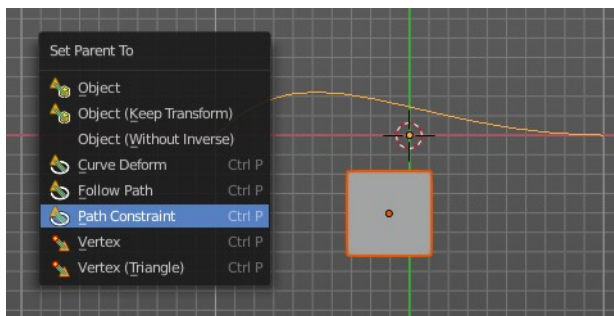 Set Parent To
Object
Object (Keep Transform)
Object (Without Inverse)
Curve Deform Ctrl P
Follow Path Ctrl P
Path Constraint Ctrl P
Vertex Ctrl P
Vertex (Triangle) Ctrl P